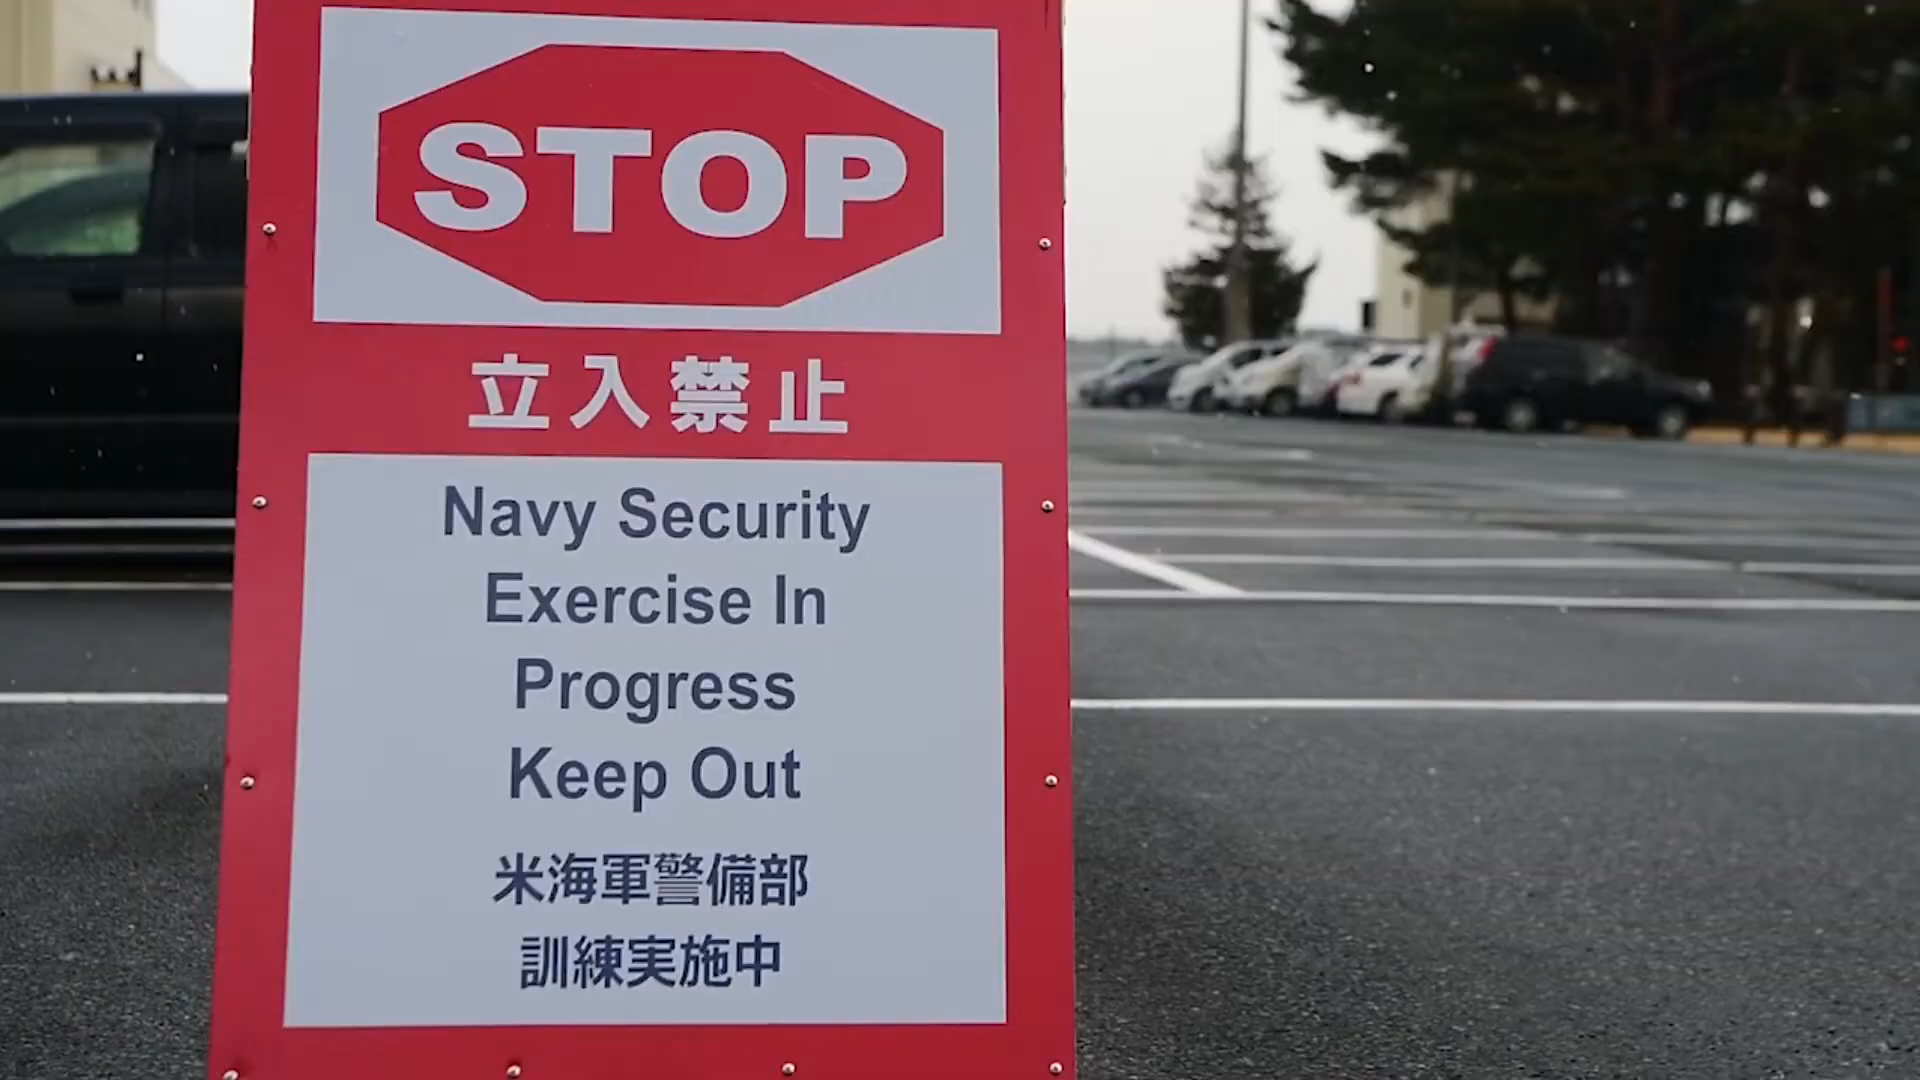 STOP
立入禁止
Navy Security
Exercise In
Progress
Keep Out
米海軍警備部
訓練実施中